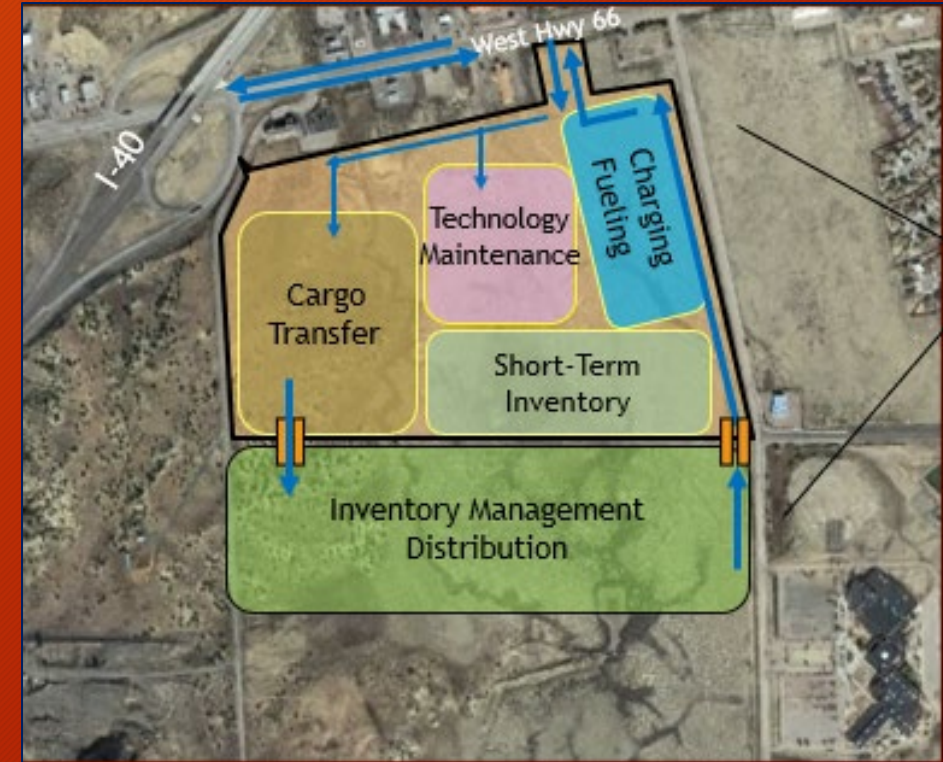 West Hwy 66
I-40
Charging
Fueling
Technology
Maintenance
Cargo
Transfer
Short-Term
Inventory
Inventory Management
Distribution